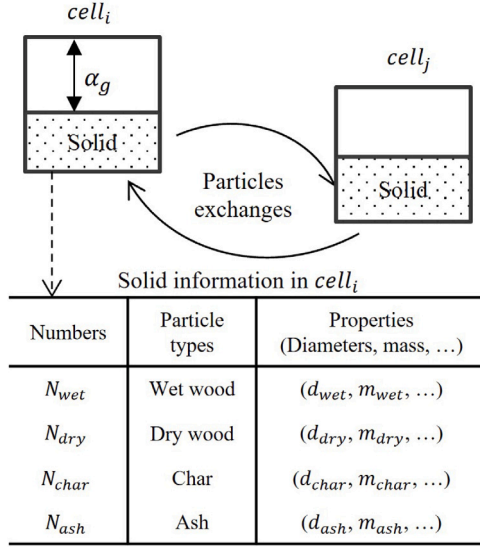 cell_i
cell_j
α_g
Solid
Solid
Particles
exchanges
Solid information in cell_i
Numbers
Particle
types
Properties
(Diameters, mass, …)
N_wet Wet wood (d_wet, m_wet, …)
N_dry Dry wood (d_dry, m_dry, …)
N_char Char (d_char, m_char, …)
N_ash Ash (d_ash, m_ash, …)